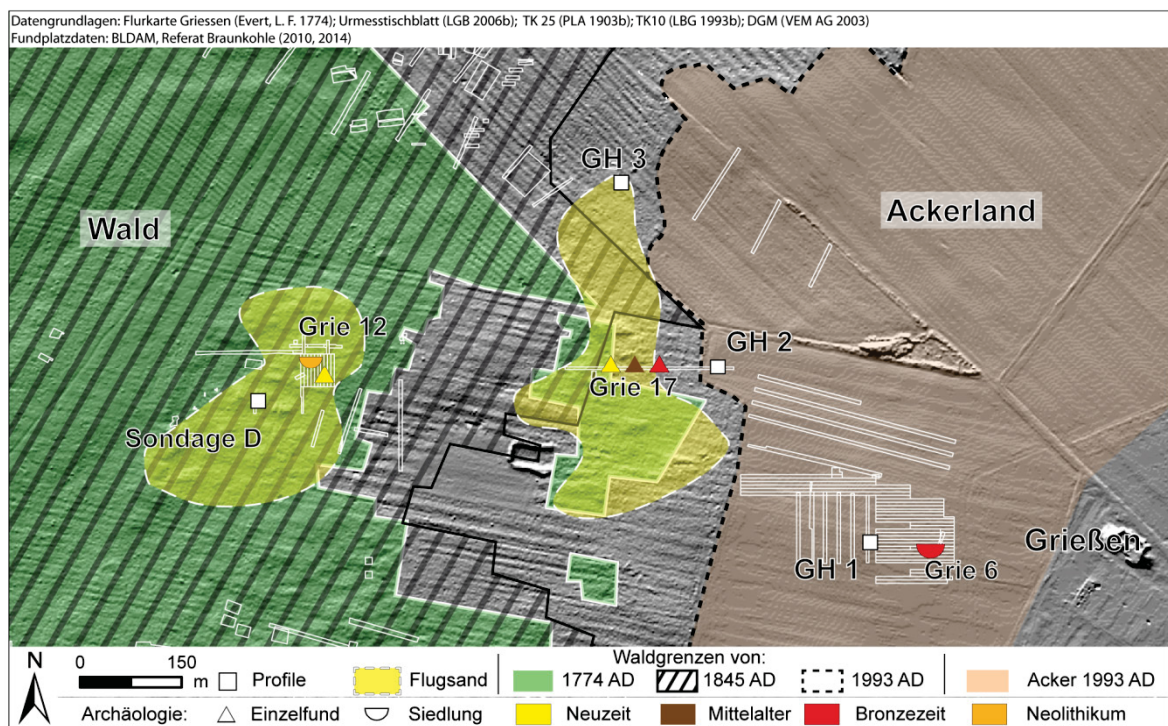 Datengrundlagen: Flurkarte Griessen (Evert, L. F. 1774); Urmesstischblatt (LGB 2006b); TK 25 (PLA 1903b); TK10 (LBG 1993b); DGM (VEM AG 2003)
Fundplatzdaten: BLDAM, Referat Braunkohle (2010, 2014)
GH 3
Wald
Ackerland
Grie 12
GH 2
Grie 17
Sondage D
Grießen
GH 1
Grie 6
N
0 150
m
Profile
Flugsand
Waldgrenzen von:
1774 AD
1845 AD
1993 AD
Acker 1993 AD
Archäologie:
Einzelfund
Siedlung
Neuzeit
Mittelalter
Bronzezeit
Neolithikum